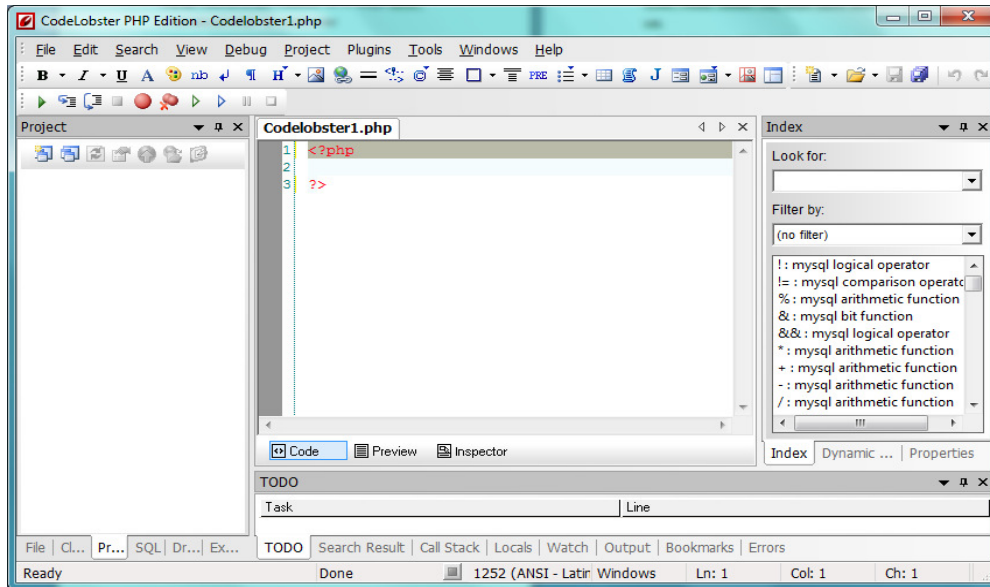 CodeLobster PHP Edition - Codelobster1.php
File Edit Search View Debug Project Plugins Tools Windows Help
B I U A nb ¶ H PRE J
Project
Codelobster1.php
Index
1 <?php
2
3 ?>
Look for:
Filter by:
(no filter)
! : mysql logical operator
!= : mysql comparison operatc
% : mysql arithmetic function
& : mysql bit function
&& : mysql logical operator
* : mysql arithmetic function
+ : mysql arithmetic function
- : mysql arithmetic function
/ : mysql arithmetic function
Code Preview Inspector
Index Dynamic ... Properties
TODO
Task Line
File Cl... Pr... SQL Dr... Ex...
TODO Search Result Call Stack Locals Watch Output Bookmarks Errors
Ready Done 1252 (ANSI - Latir Windows Ln: 1 Col: 1 Ch: 1